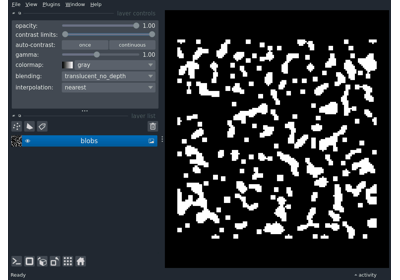 File View Plugins Window Help
layer controls
opacity: 1.00
contrast limits:
auto-contrast: once continuous
gamma: 1.00
colormap: gray
blending: translucent_no_depth
interpolation: nearest
layer list
blobs
Ready
activity